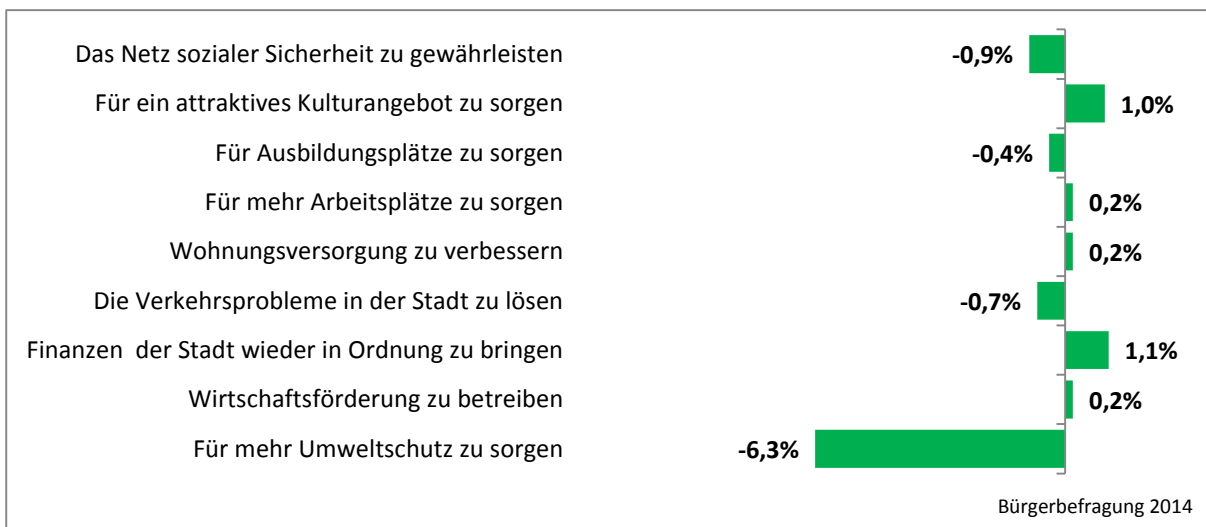 Das Netz sozialer Sicherheit zu gewährleisten -0,9%
Für ein attraktives Kulturangebot zu sorgen 1,0%
Für Ausbildungsplätze zu sorgen -0,4%
Für mehr Arbeitsplätze zu sorgen 0,2%
Wohnungsversorgung zu verbessern 0,2%
Die Verkehrsprobleme in der Stadt zu lösen -0,7%
Finanzen der Stadt wieder in Ordnung zu bringen 1,1%
Wirtschaftsförderung zu betreiben 0,2%
Für mehr Umweltschutz zu sorgen -6,3%
Bürgerbefragung 2014